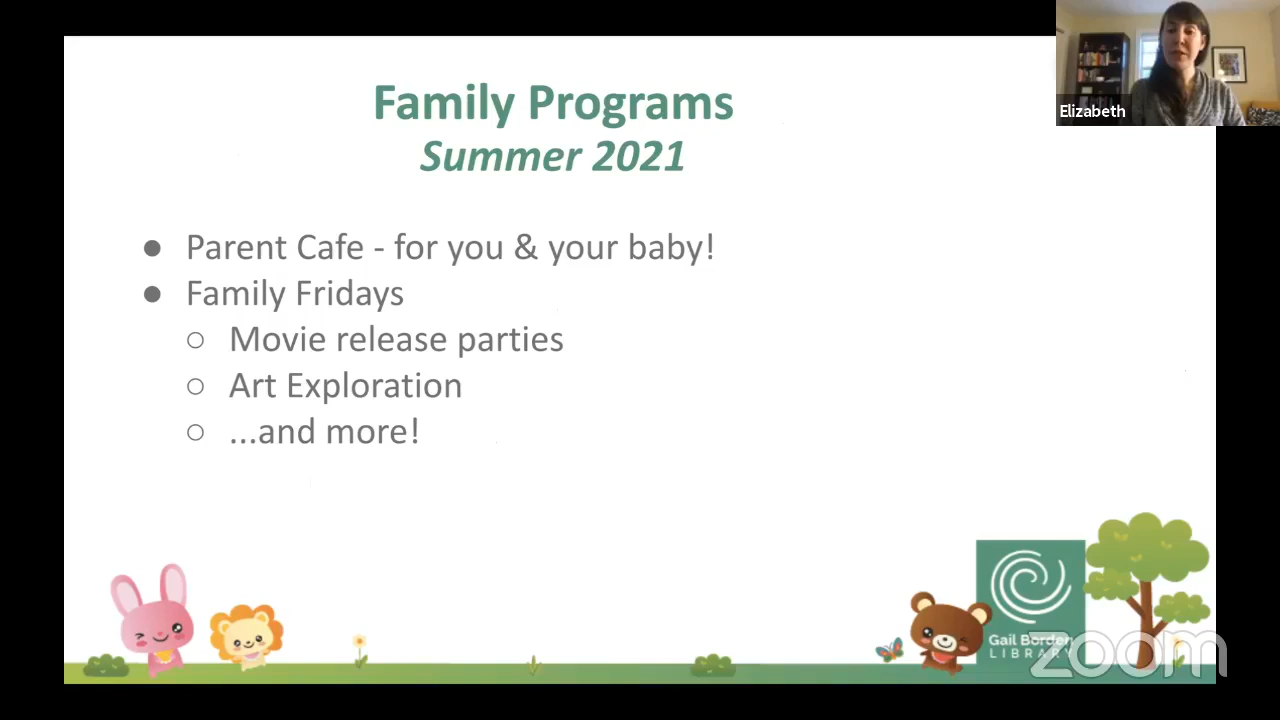 Family Programs
Summer 2021
Elizabeth
● Parent Cafe - for you & your baby!
● Family Fridays
○ Movie release parties
○ Art Exploration
○ ...and more!
Gail Borden
LIBRARY
zoom